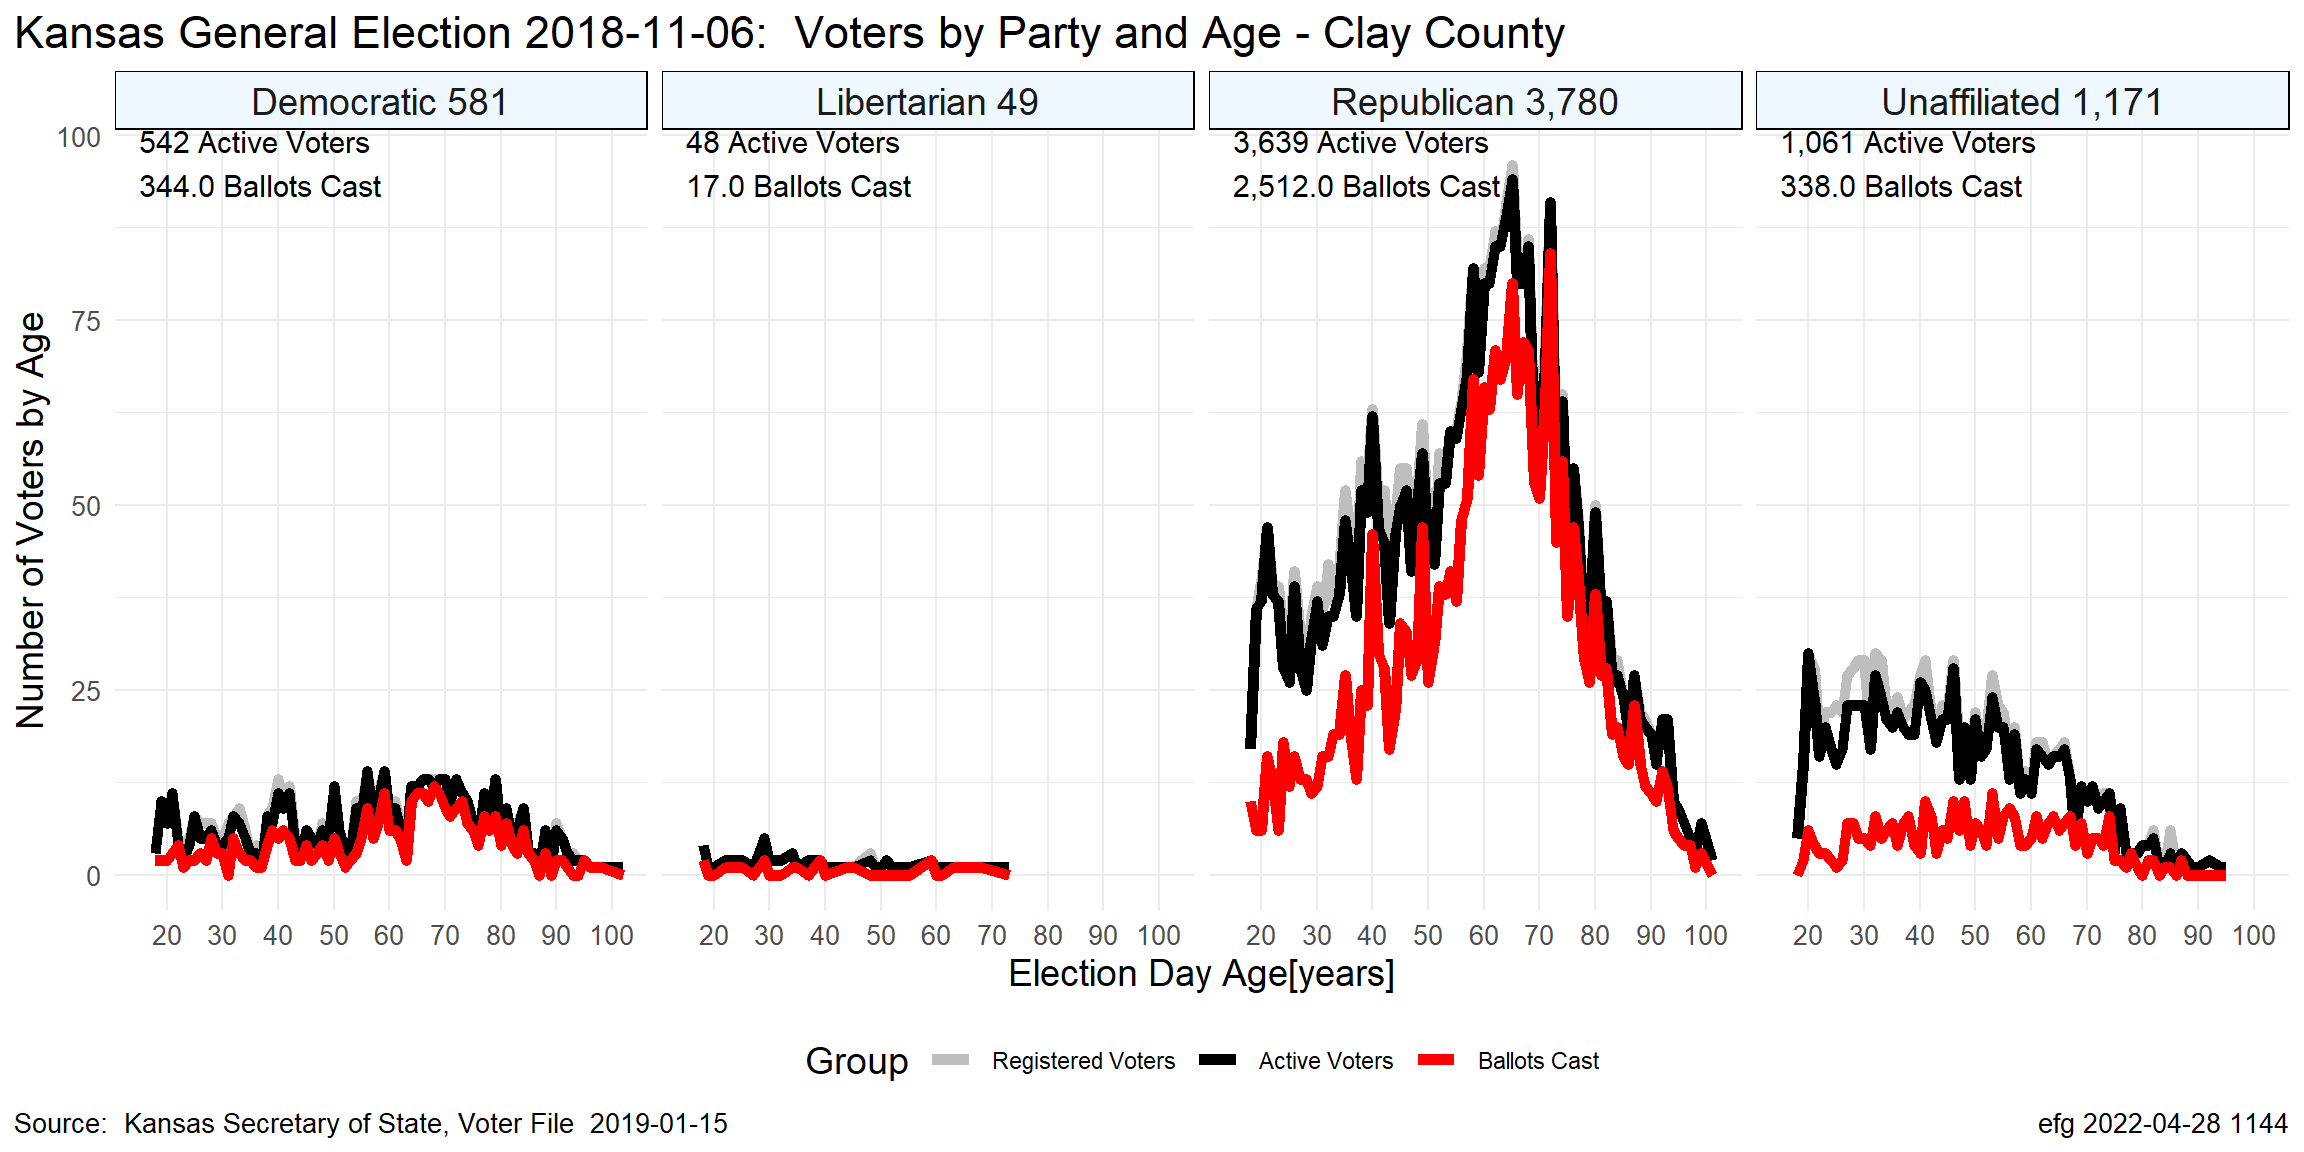 Kansas General Election 2018-11-06:  Voters by Party and Age - Clay County
Democratic 581
Libertarian 49
Republican 3,780
Unaffiliated 1,171
542 Active Voters
344.0 Ballots Cast
48 Active Voters
17.0 Ballots Cast
3,639 Active Voters
2,512.0 Ballots Cast
1,061 Active Voters
338.0 Ballots Cast
Number of Voters by Age
100
75
50
25
0
20 30 40 50 60 70 80 90 100
20 30 40 50 60 70 80 90 100
20 30 40 50 60 70 80 90 100
20 30 40 50 60 70 80 90 100
Election Day Age[years]
Group Registered Voters Active Voters Ballots Cast
Source:  Kansas Secretary of State, Voter File  2019-01-15
efg 2022-04-28 1144